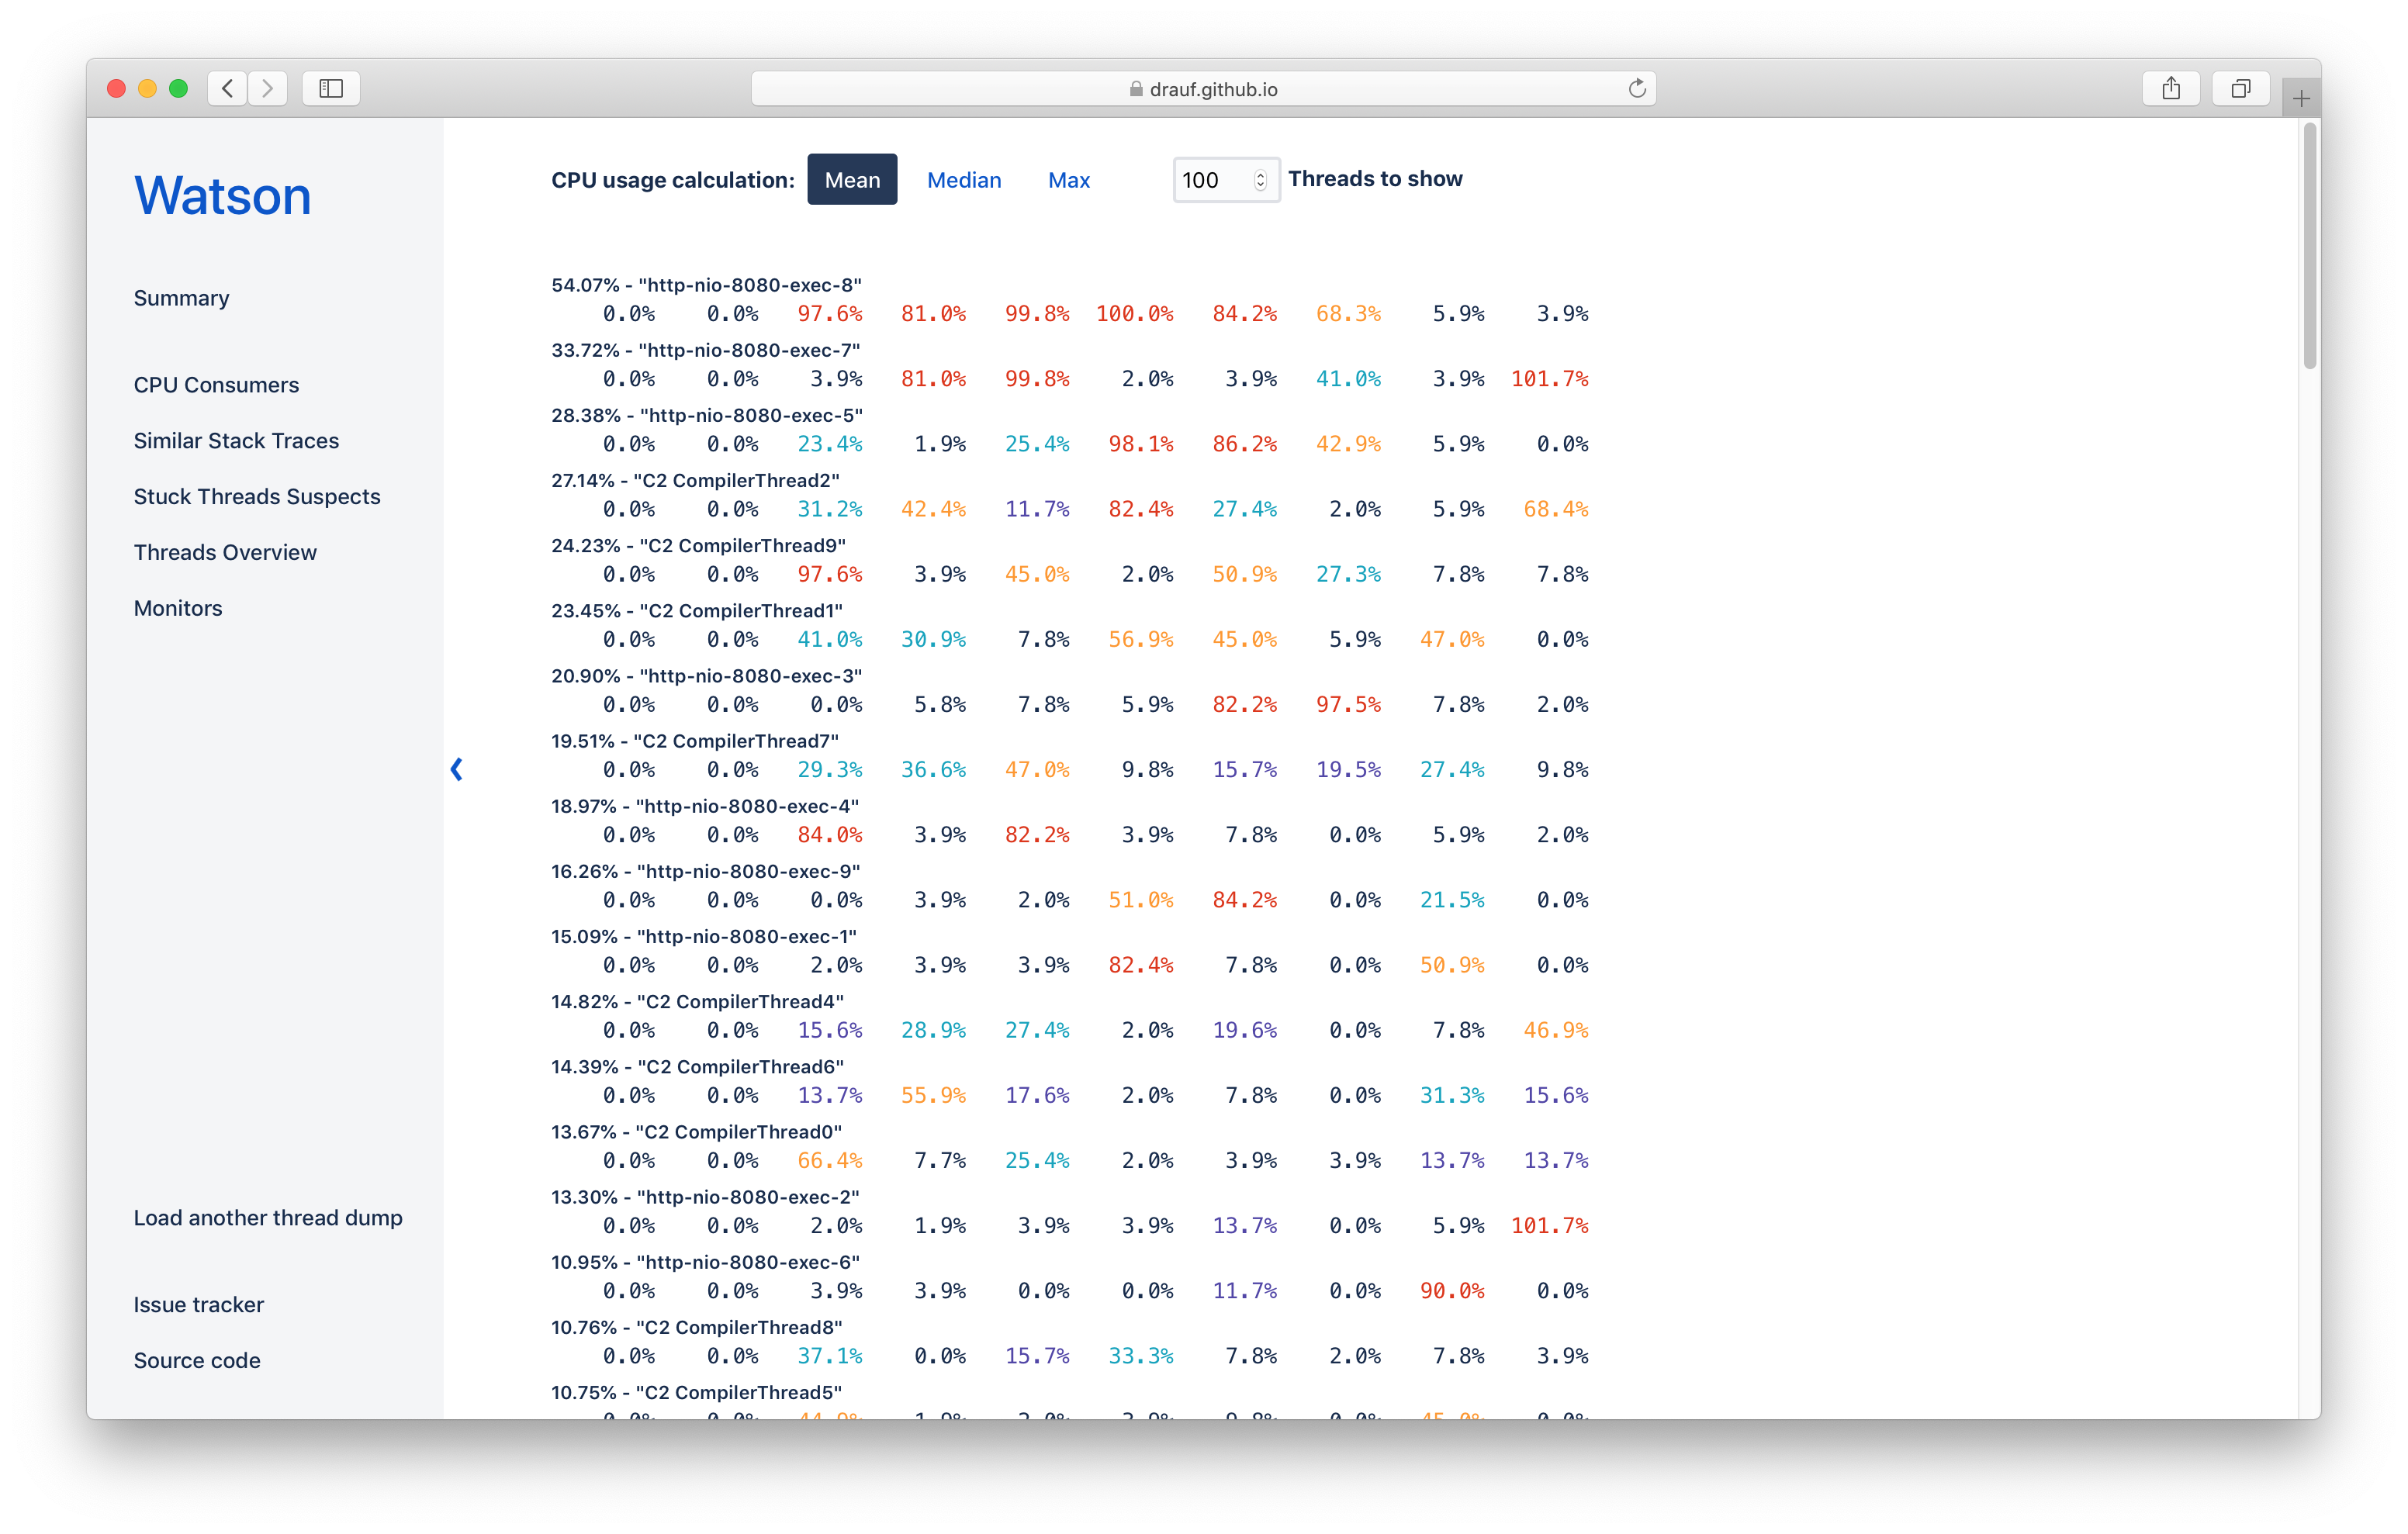 drauf.github.io
Watson
Summary
CPU Consumers
Similar Stack Traces
Stuck Threads Suspects
Threads Overview
Monitors
Load another thread dump
Issue tracker
Source code
CPU usage calculation: Mean Median Max 100 Threads to show
54.07% - "http-nio-8080-exec-8"
0.0% 0.0% 97.6% 81.0% 99.8% 100.0% 84.2% 68.3% 5.9% 3.9%
33.72% - "http-nio-8080-exec-7"
0.0% 0.0% 3.9% 81.0% 99.8% 2.0% 3.9% 41.0% 3.9% 101.7%
28.38% - "http-nio-8080-exec-5"
0.0% 0.0% 23.4% 1.9% 25.4% 98.1% 86.2% 42.9% 5.9% 0.0%
27.14% - "C2 CompilerThread2"
0.0% 0.0% 31.2% 42.4% 11.7% 82.4% 27.4% 2.0% 5.9% 68.4%
24.23% - "C2 CompilerThread9"
0.0% 0.0% 97.6% 3.9% 45.0% 2.0% 50.9% 27.3% 7.8% 7.8%
23.45% - "C2 CompilerThread1"
0.0% 0.0% 41.0% 30.9% 7.8% 56.9% 45.0% 5.9% 47.0% 0.0%
20.90% - "http-nio-8080-exec-3"
0.0% 0.0% 0.0% 5.8% 7.8% 5.9% 82.2% 97.5% 7.8% 2.0%
19.51% - "C2 CompilerThread7"
0.0% 0.0% 29.3% 36.6% 47.0% 9.8% 15.7% 19.5% 27.4% 9.8%
18.97% - "http-nio-8080-exec-4"
0.0% 0.0% 84.0% 3.9% 82.2% 3.9% 7.8% 0.0% 5.9% 2.0%
16.26% - "http-nio-8080-exec-9"
0.0% 0.0% 0.0% 3.9% 2.0% 51.0% 84.2% 0.0% 21.5% 0.0%
15.09% - "http-nio-8080-exec-1"
0.0% 0.0% 2.0% 3.9% 3.9% 82.4% 7.8% 0.0% 50.9% 0.0%
14.82% - "C2 CompilerThread4"
0.0% 0.0% 15.6% 28.9% 27.4% 2.0% 19.6% 0.0% 7.8% 46.9%
14.39% - "C2 CompilerThread6"
0.0% 0.0% 13.7% 55.9% 17.6% 2.0% 7.8% 0.0% 31.3% 15.6%
13.67% - "C2 CompilerThread0"
0.0% 0.0% 66.4% 7.7% 25.4% 2.0% 3.9% 3.9% 13.7% 13.7%
13.30% - "http-nio-8080-exec-2"
0.0% 0.0% 2.0% 1.9% 3.9% 3.9% 13.7% 0.0% 5.9% 101.7%
10.95% - "http-nio-8080-exec-6"
0.0% 0.0% 3.9% 3.9% 0.0% 0.0% 11.7% 0.0% 90.0% 0.0%
10.76% - "C2 CompilerThread8"
0.0% 0.0% 37.1% 0.0% 15.7% 33.3% 7.8% 2.0% 7.8% 3.9%
10.75% - "C2 CompilerThread5"